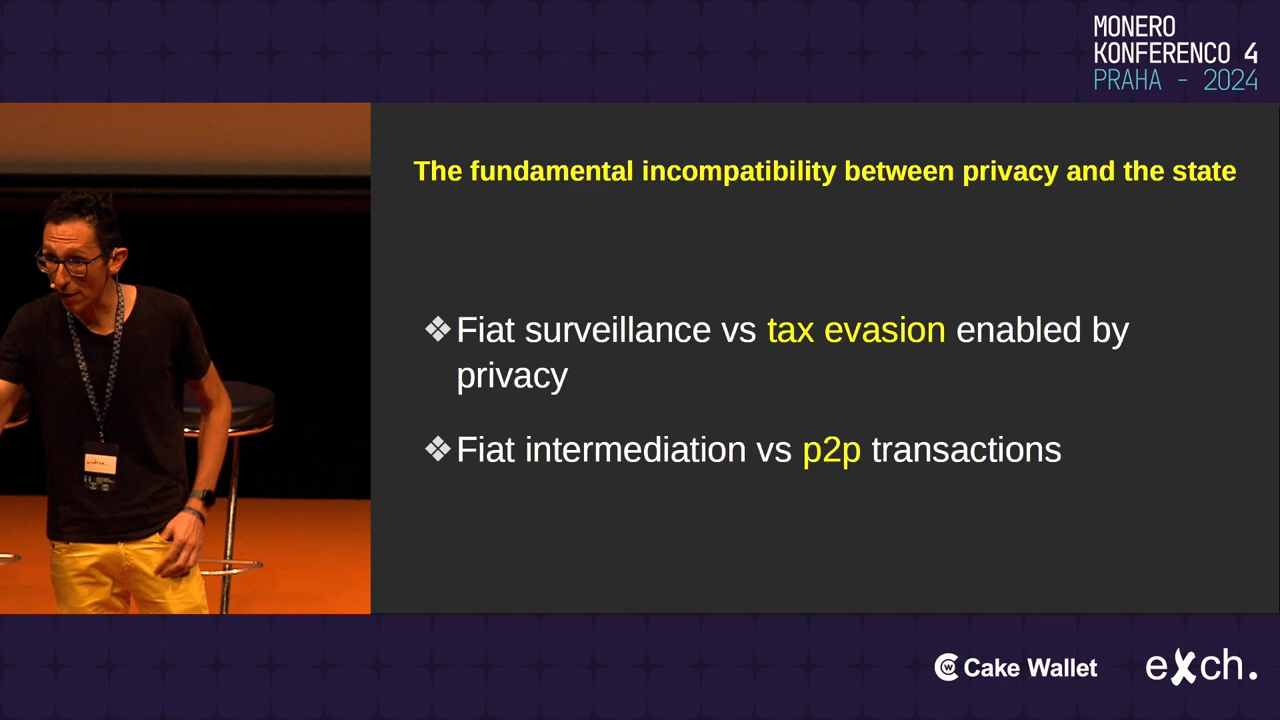 MONERO
KONFERENCO 4
PRAHA - 2024
The fundamental incompatibility between privacy and the state
❖Fiat surveillance vs tax evasion enabled by
privacy
❖Fiat intermediation vs p2p transactions
Cake Wallet
exch.